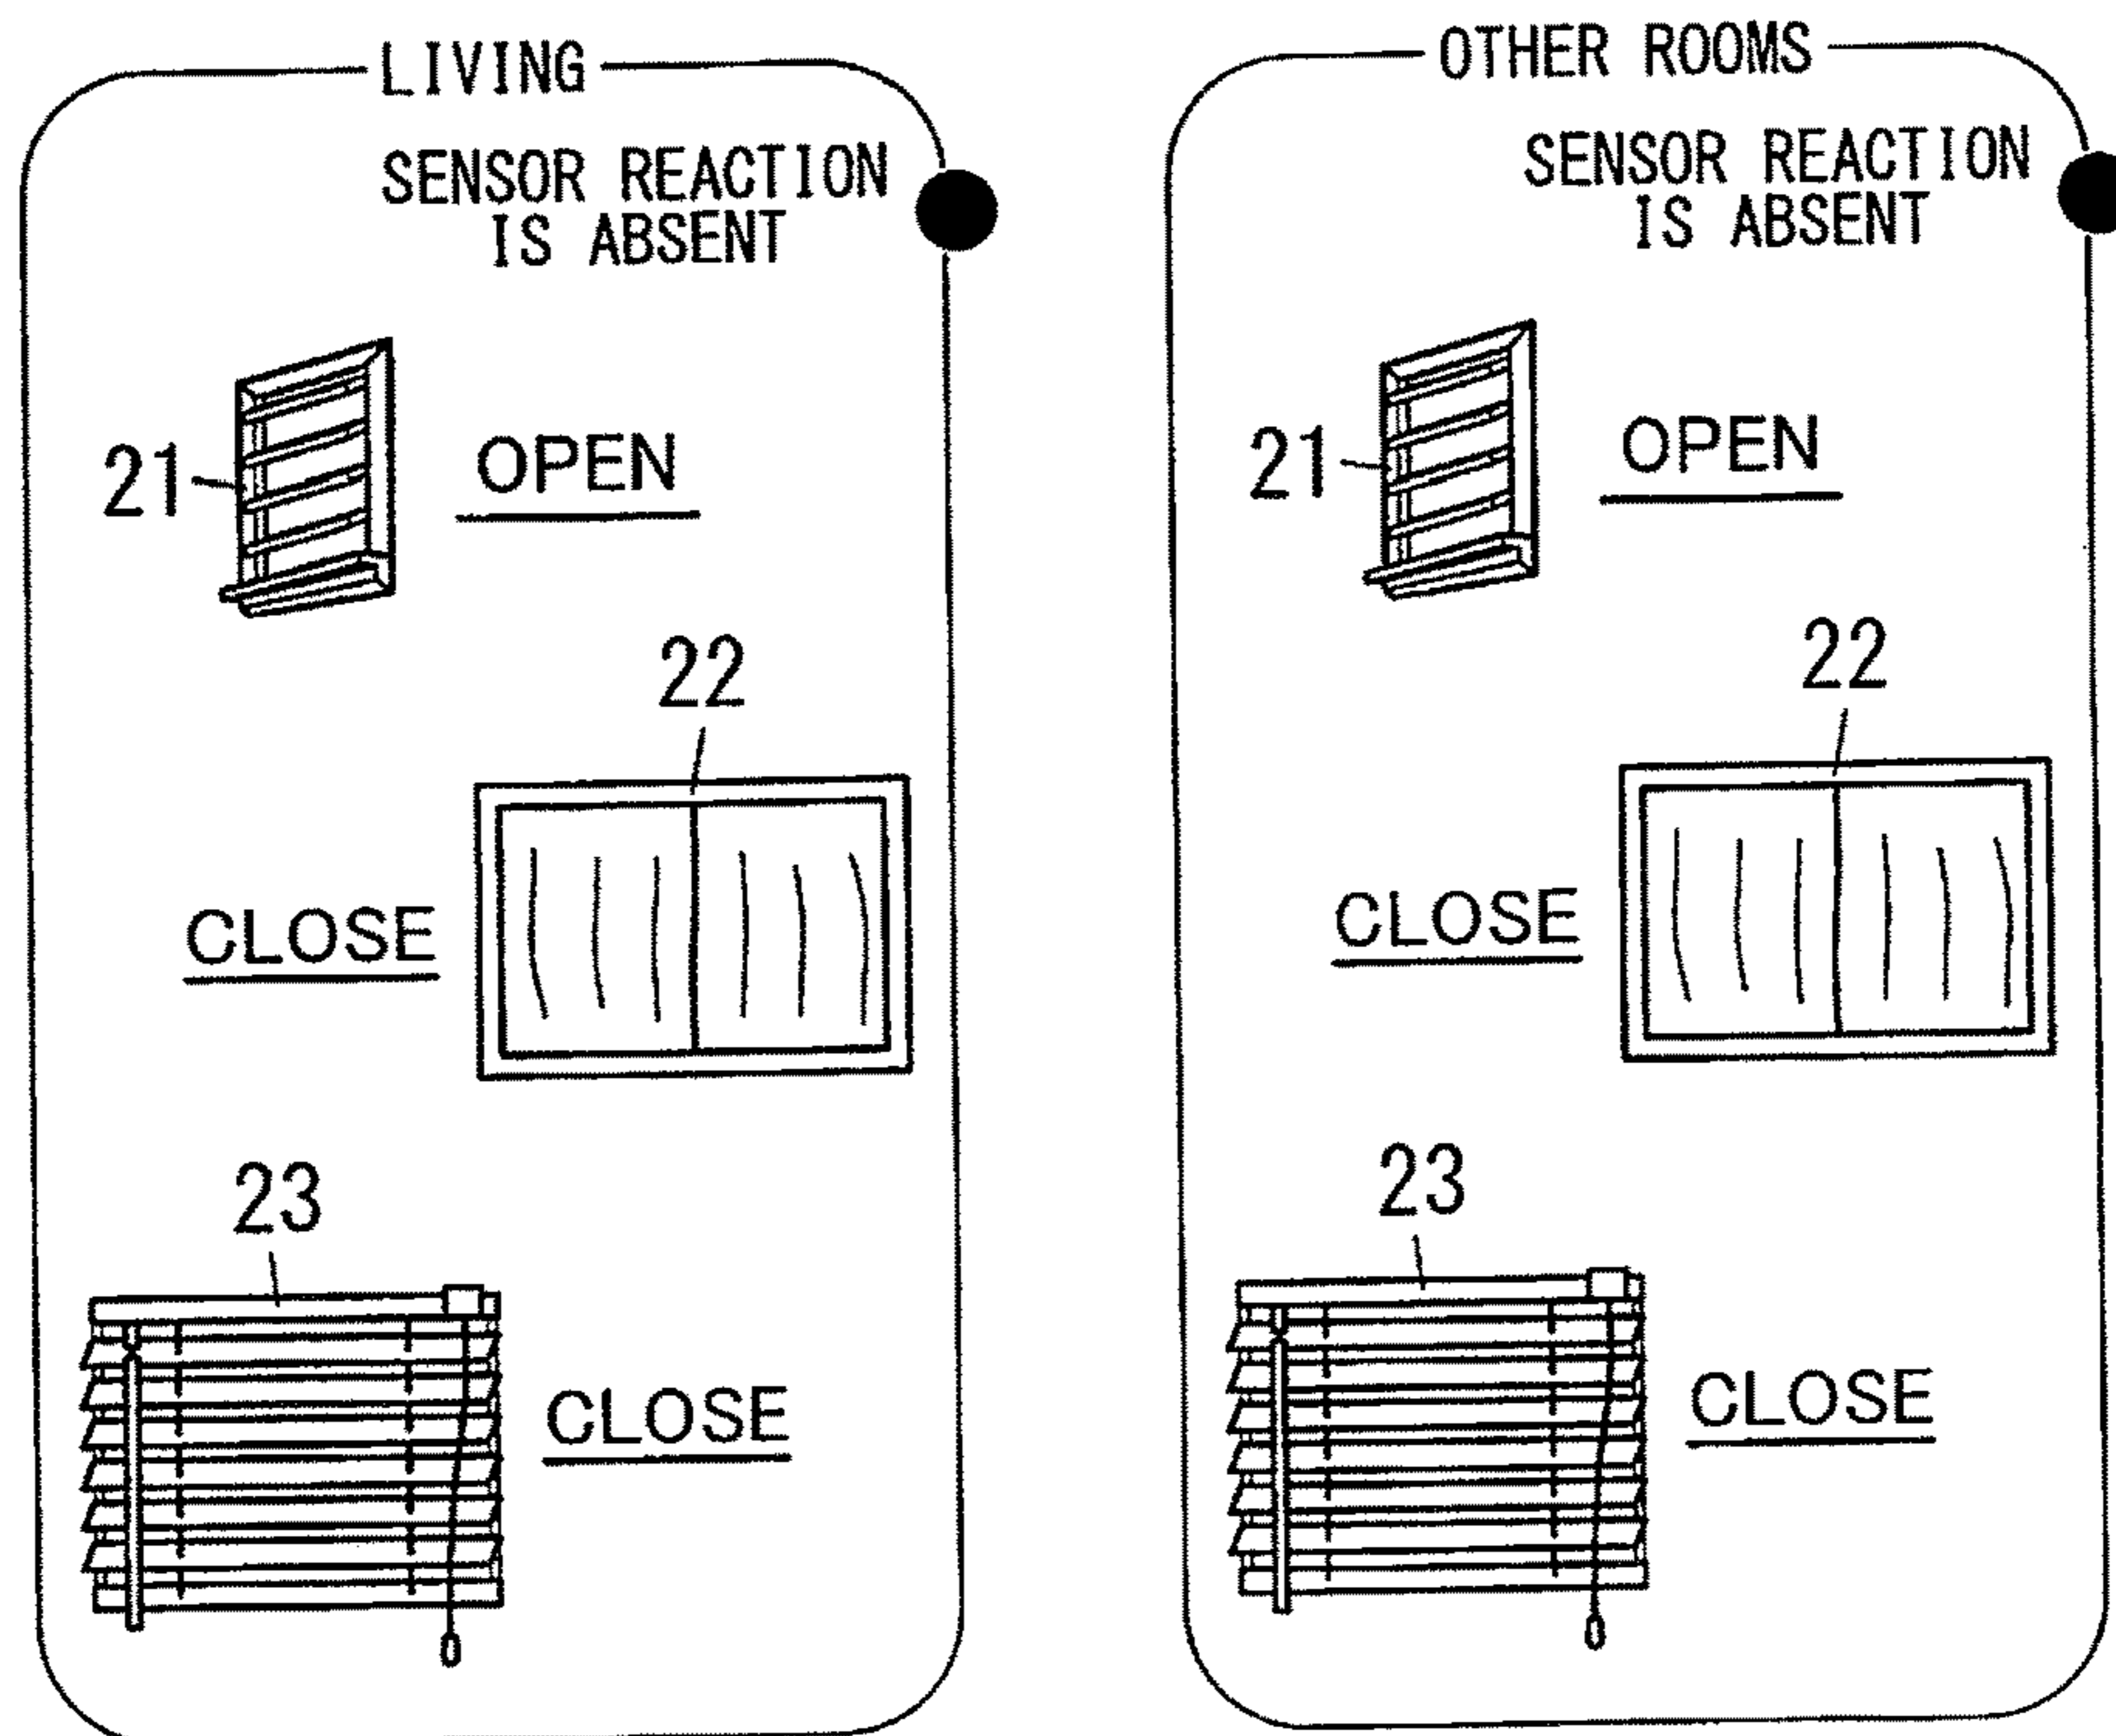 LIVING
SENSOR REACTION
IS ABSENT
21
OPEN
22
CLOSE
23
CLOSE
OTHER ROOMS
SENSOR REACTION
IS ABSENT
21
OPEN
22
CLOSE
23
CLOSE